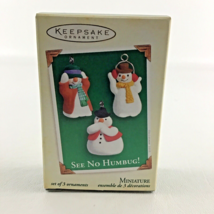 KEEPSAKE
ORNAMENT
SEE NO HUMBUG!
set of 3 ornaments
MINIATURE
ensemble de 3 décorations